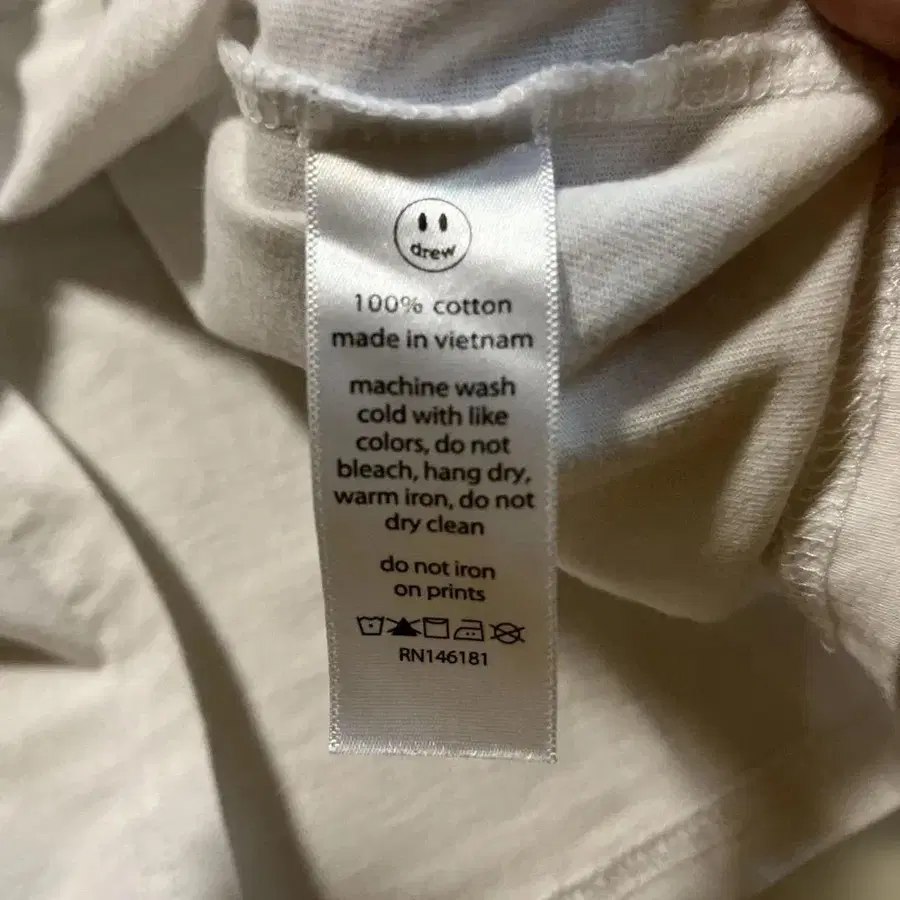 drew
100% cotton
made in vietnam
machine wash
cold with like
colors, do not
bleach, hang dry,
warm iron, do not
dry clean
do not iron
on prints
RN146181